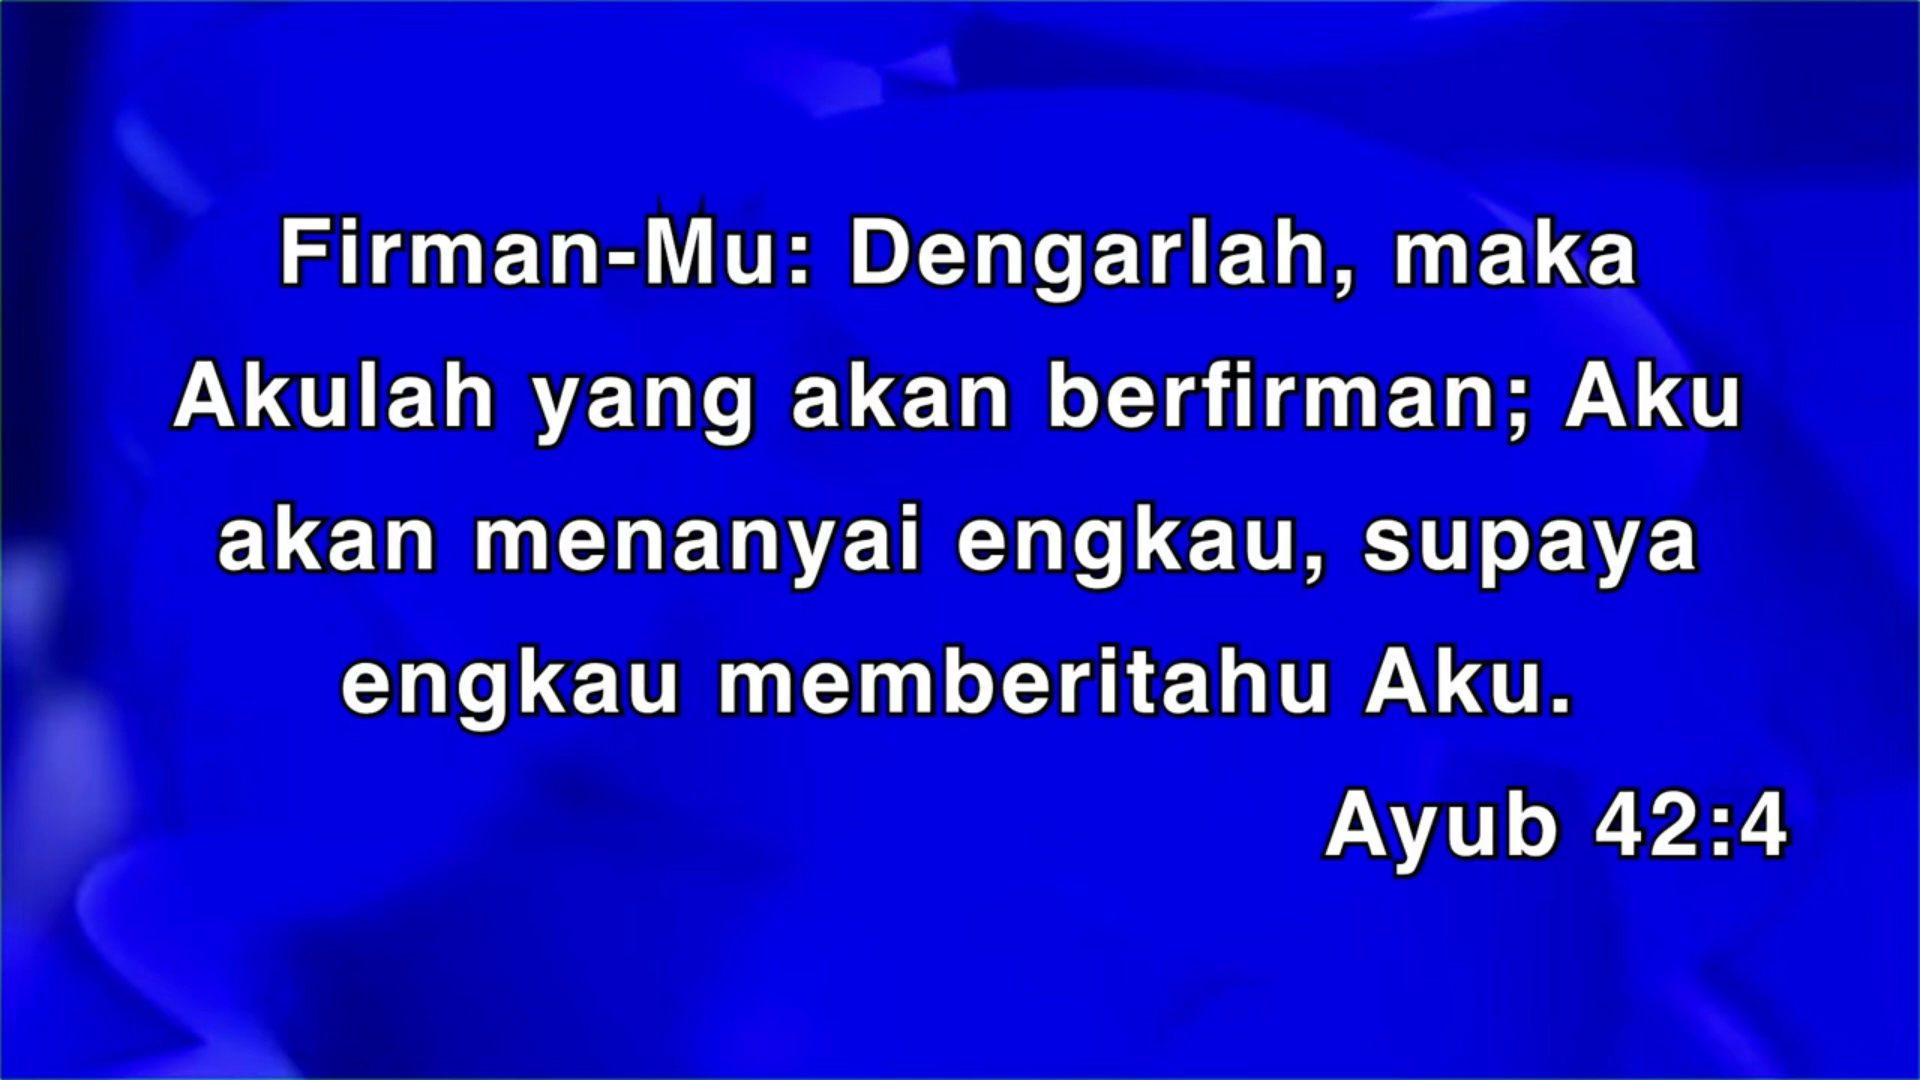 Firman-Mu: Dengarlah, maka
Akulah yang akan berfirman; Aku
akan menanyai engkau, supaya
engkau memberitahu Aku.
Ayub 42:4